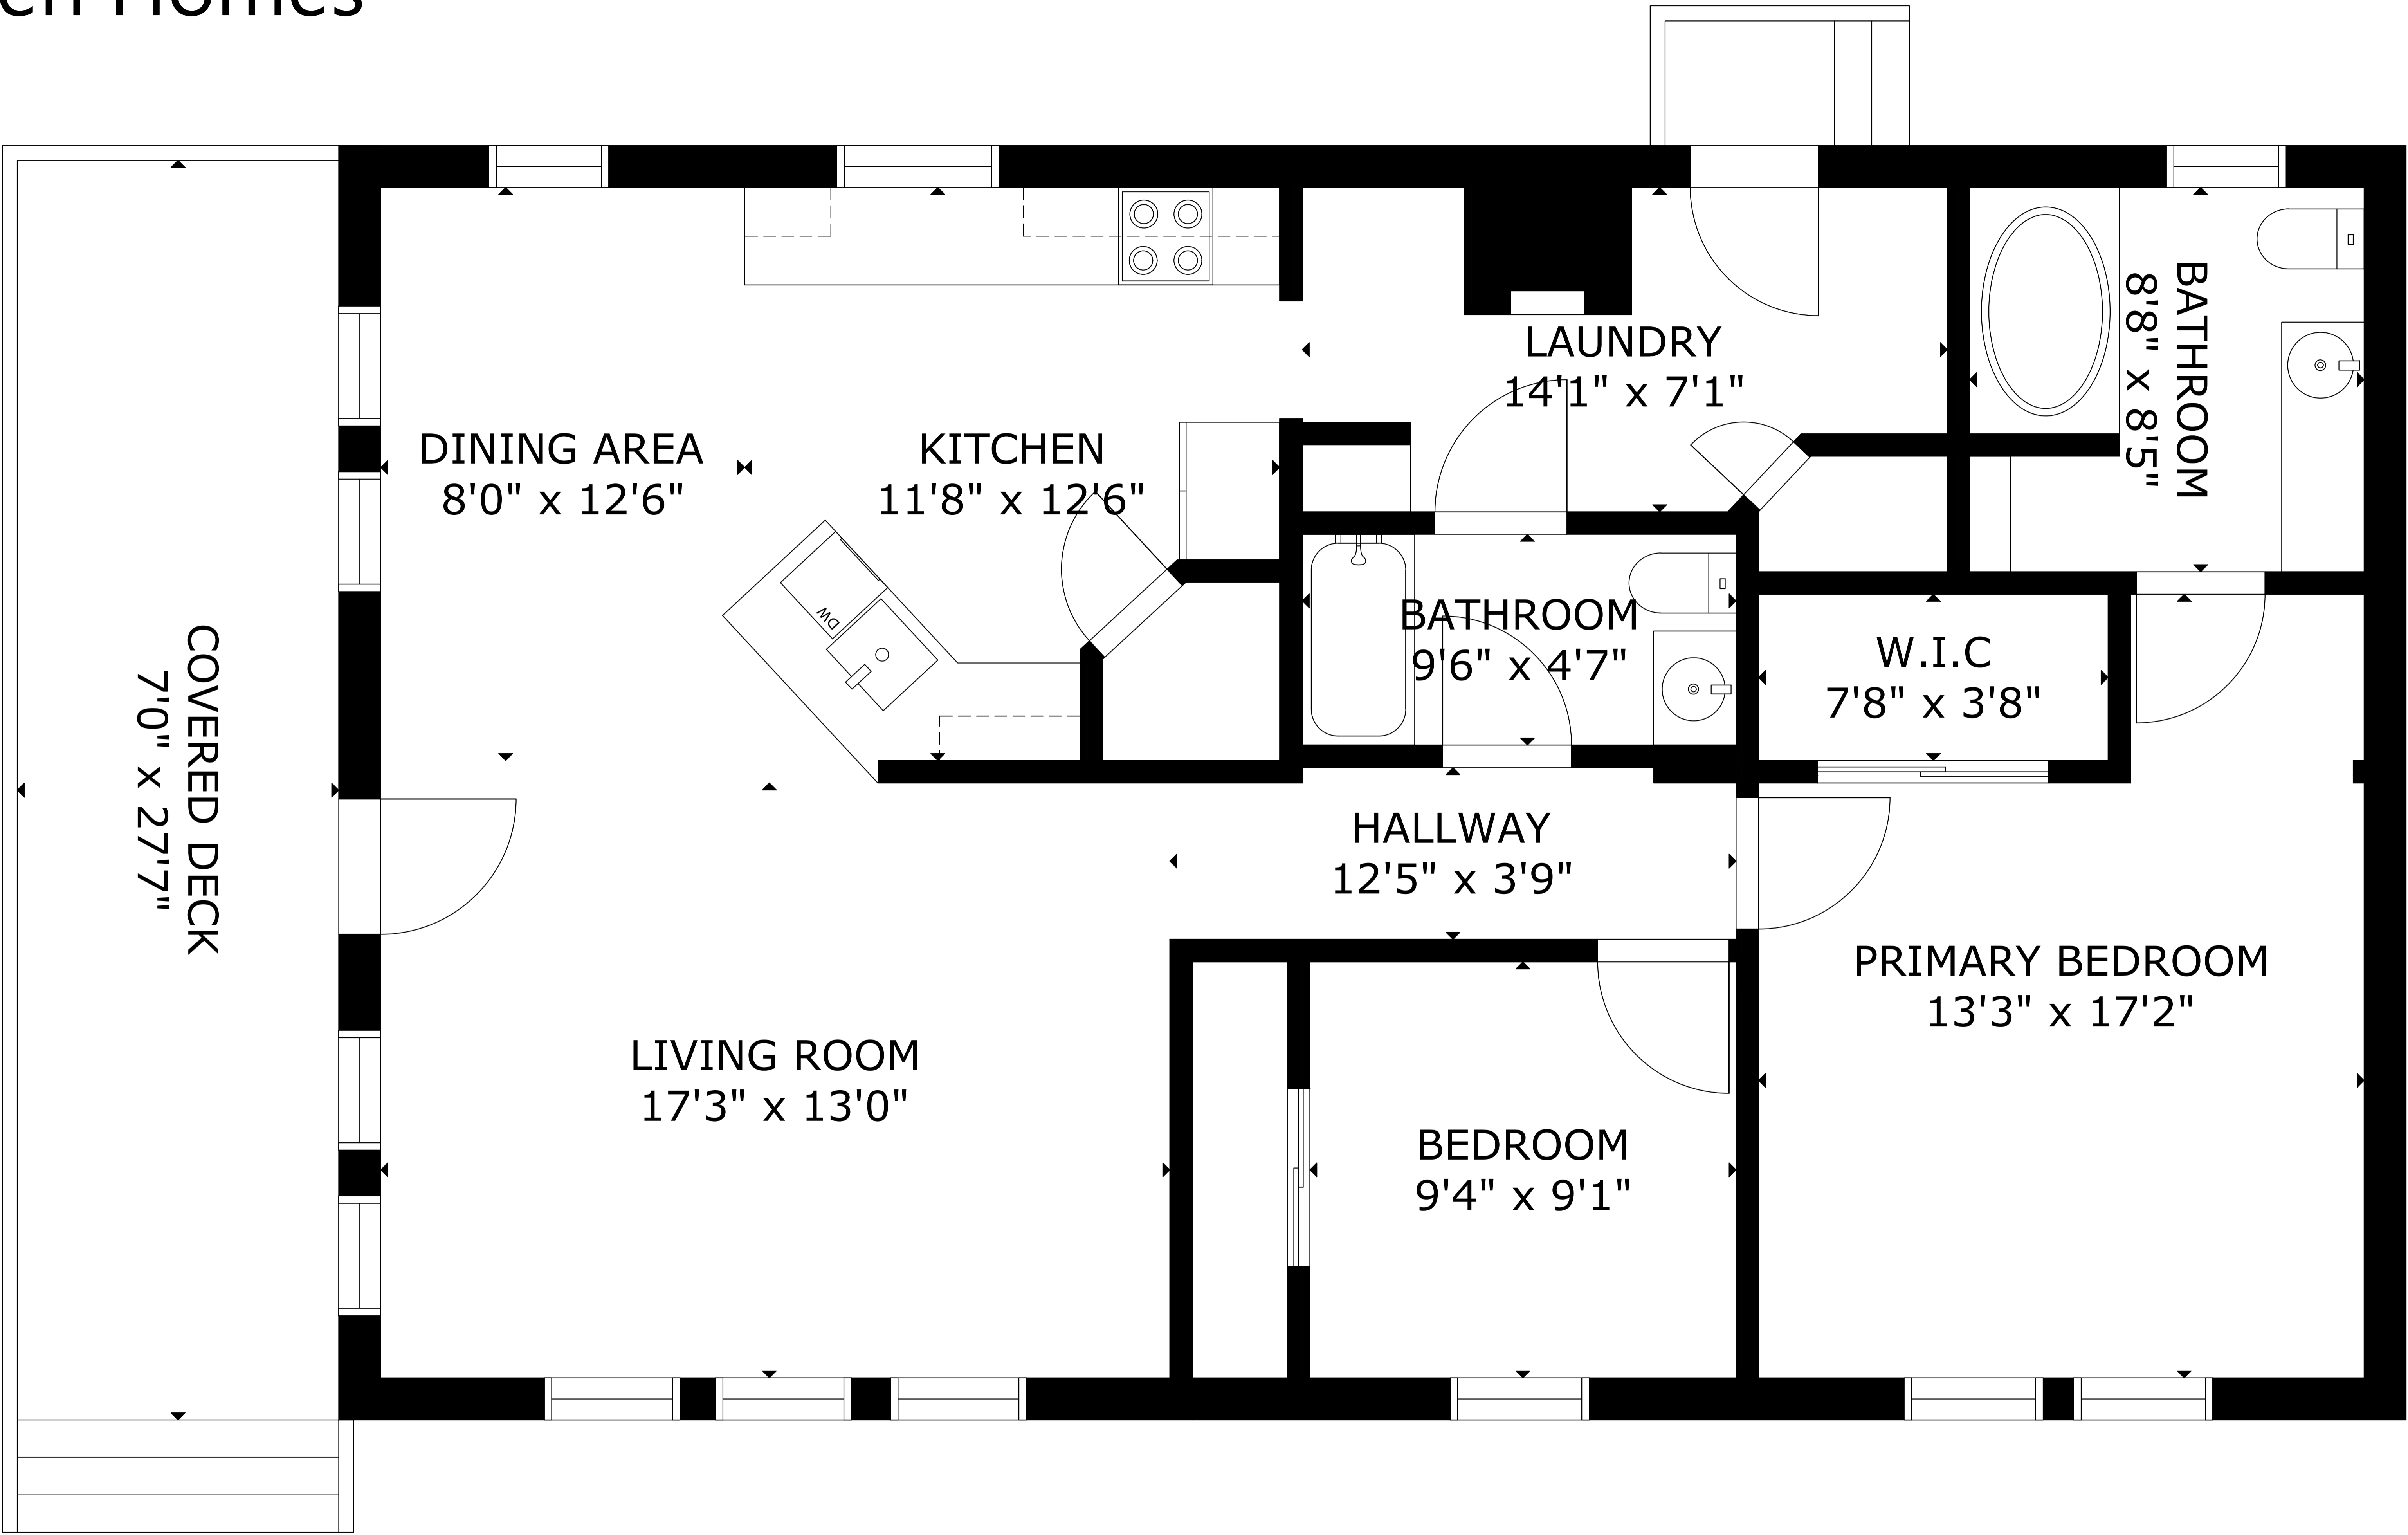 Homes
LAUNDRY
14'1" x 7'1"
BATHROOM
8'8" x 8'5"
DINING AREA
8'0" x 12'6"
KITCHEN
11'8" x 12'6"
DW
BATHROOM
9'6" x 4'7"
W.I.C
7'8" x 3'8"
COVERED DECK
7'0" x 27'7"
HALLWAY
12'5" x 3'9"
PRIMARY BEDROOM
13'3" x 17'2"
LIVING ROOM
17'3" x 13'0"
BEDROOM
9'4" x 9'1"